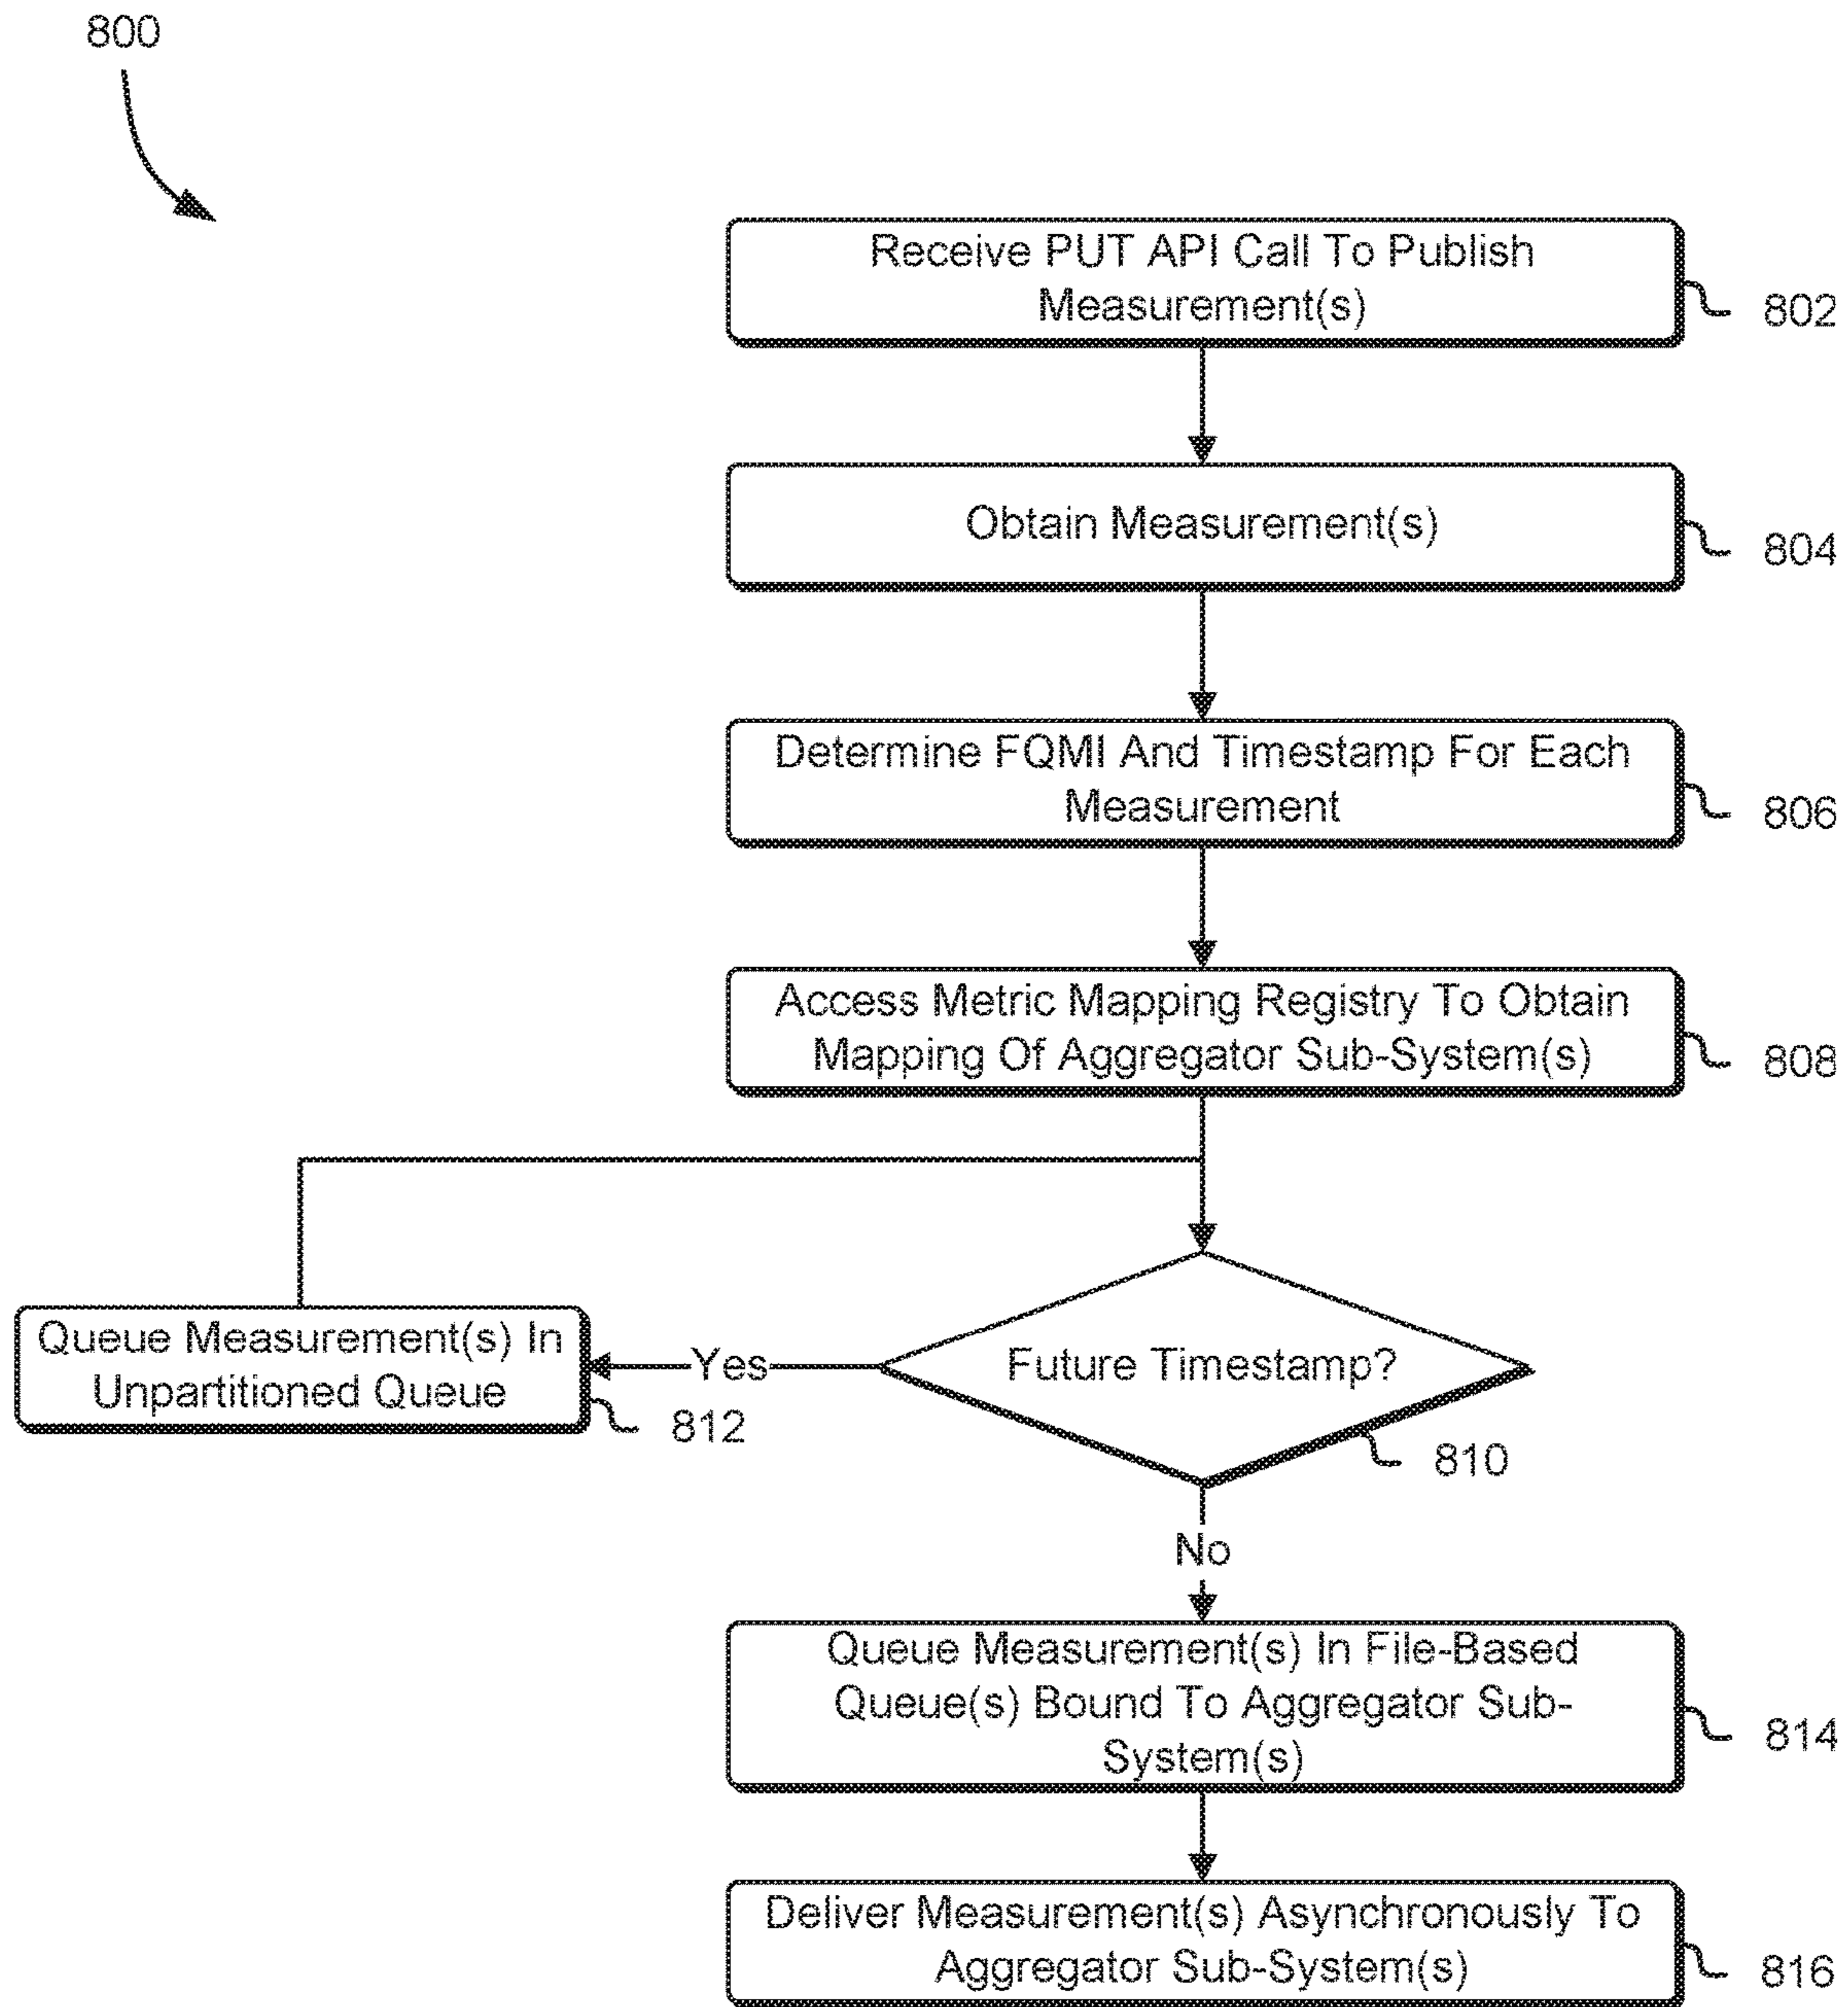 800
Receive PUT API Call To Publish
Measurement(s)
802
Obtain Measurement(s)
804
Determine FQMI And Timestamp For Each
Measurement
806
Access Metric Mapping Registry To Obtain
Mapping Of Aggregator Sub-System(s)
808
Queue Measurement(s) In
Unpartitioned Queue
812
Yes
Future Timestamp?
810
No
Queue Measurement(s) In File-Based
Queue(s) Bound To Aggregator Sub-
System(s)
814
Deliver Measurement(s) Asynchronously To
Aggregator Sub-System(s)
816